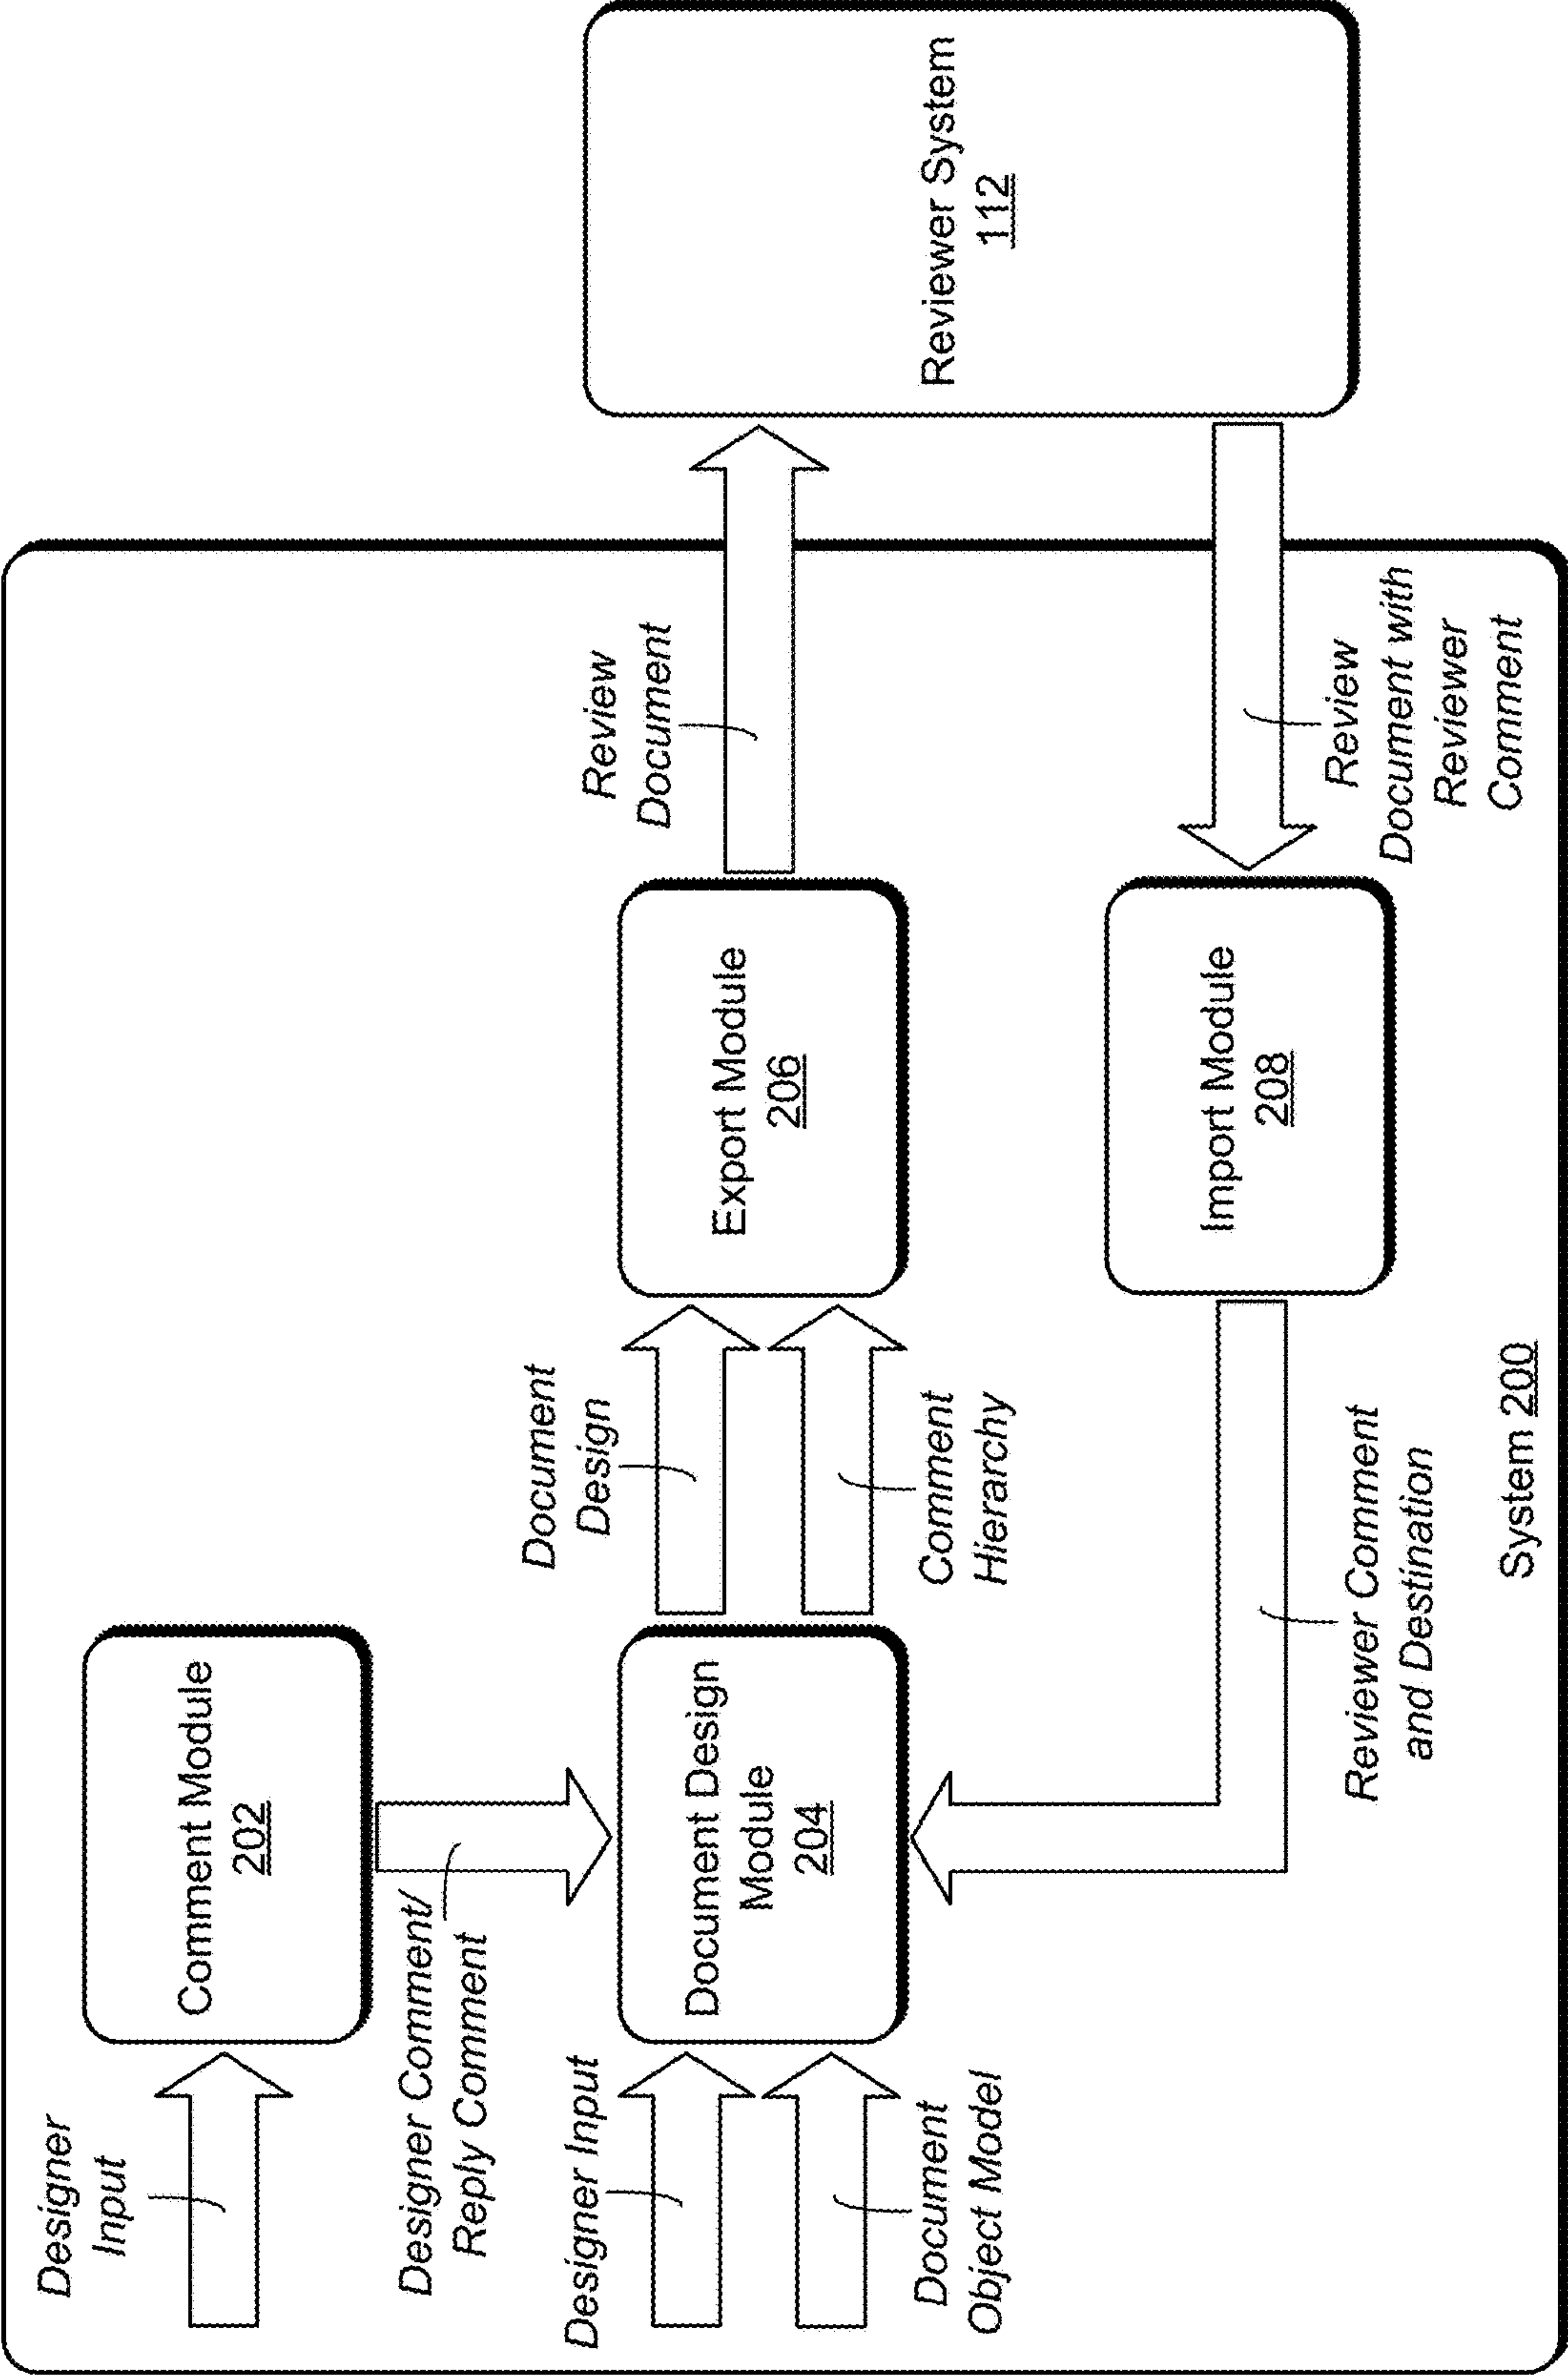 Designer
Input
Comment Module
202
Designer Comment/
Reply Comment
Designer Input
Document
Object Model
Document Design
Module
204
Document
Design
Comment
Hierarchy
Export Module
206
Review
Document
Reviewer System
112
Review
Document with
Reviewer
Comment
Import Module
208
Reviewer Comment
and Destination
System 200